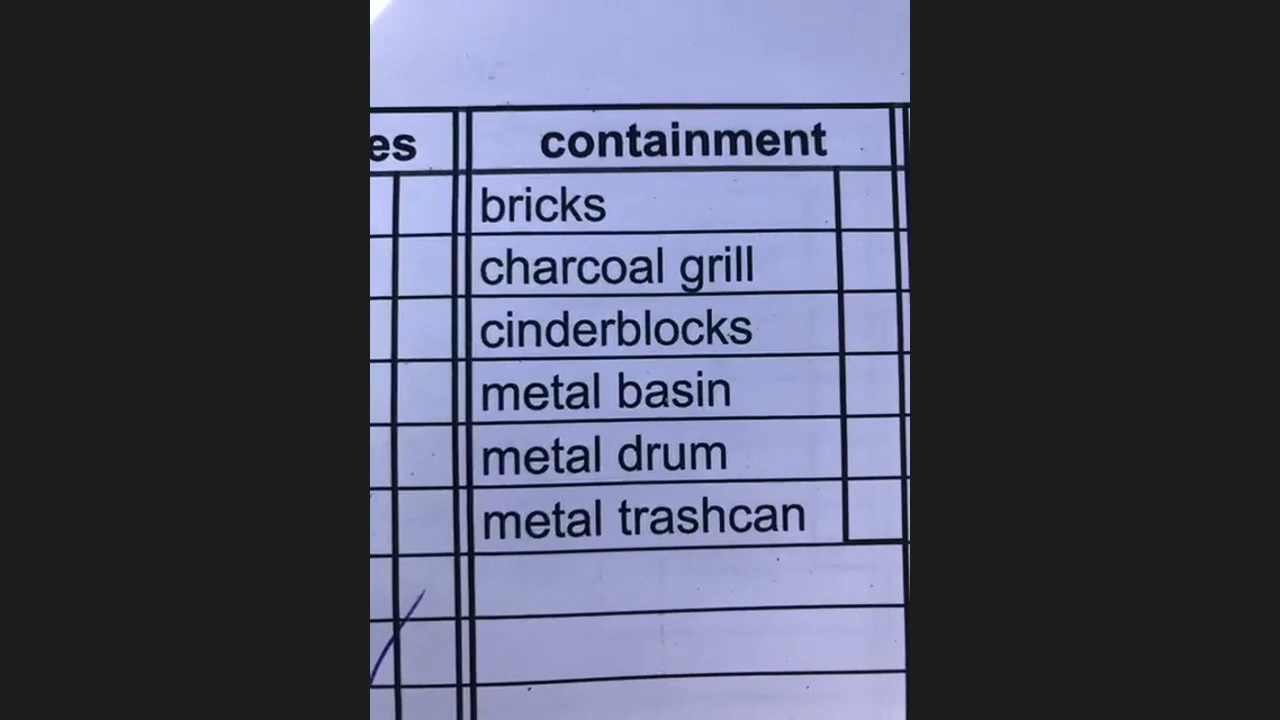 es
containment
bricks
charcoal grill
cinderblocks
metal basin
metal drum
metal trashcan